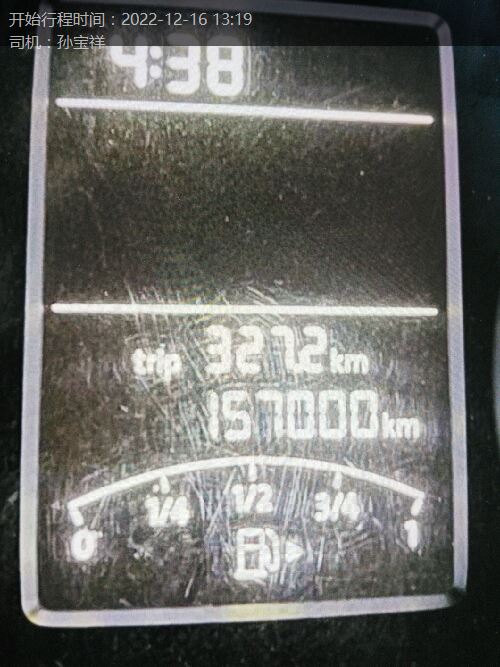 开始行程时间：2022-12-16 13:19
司机：孙宝祥
4:38
trip 327.2 km
157000 km
0 1/4 1/2 3/4 1